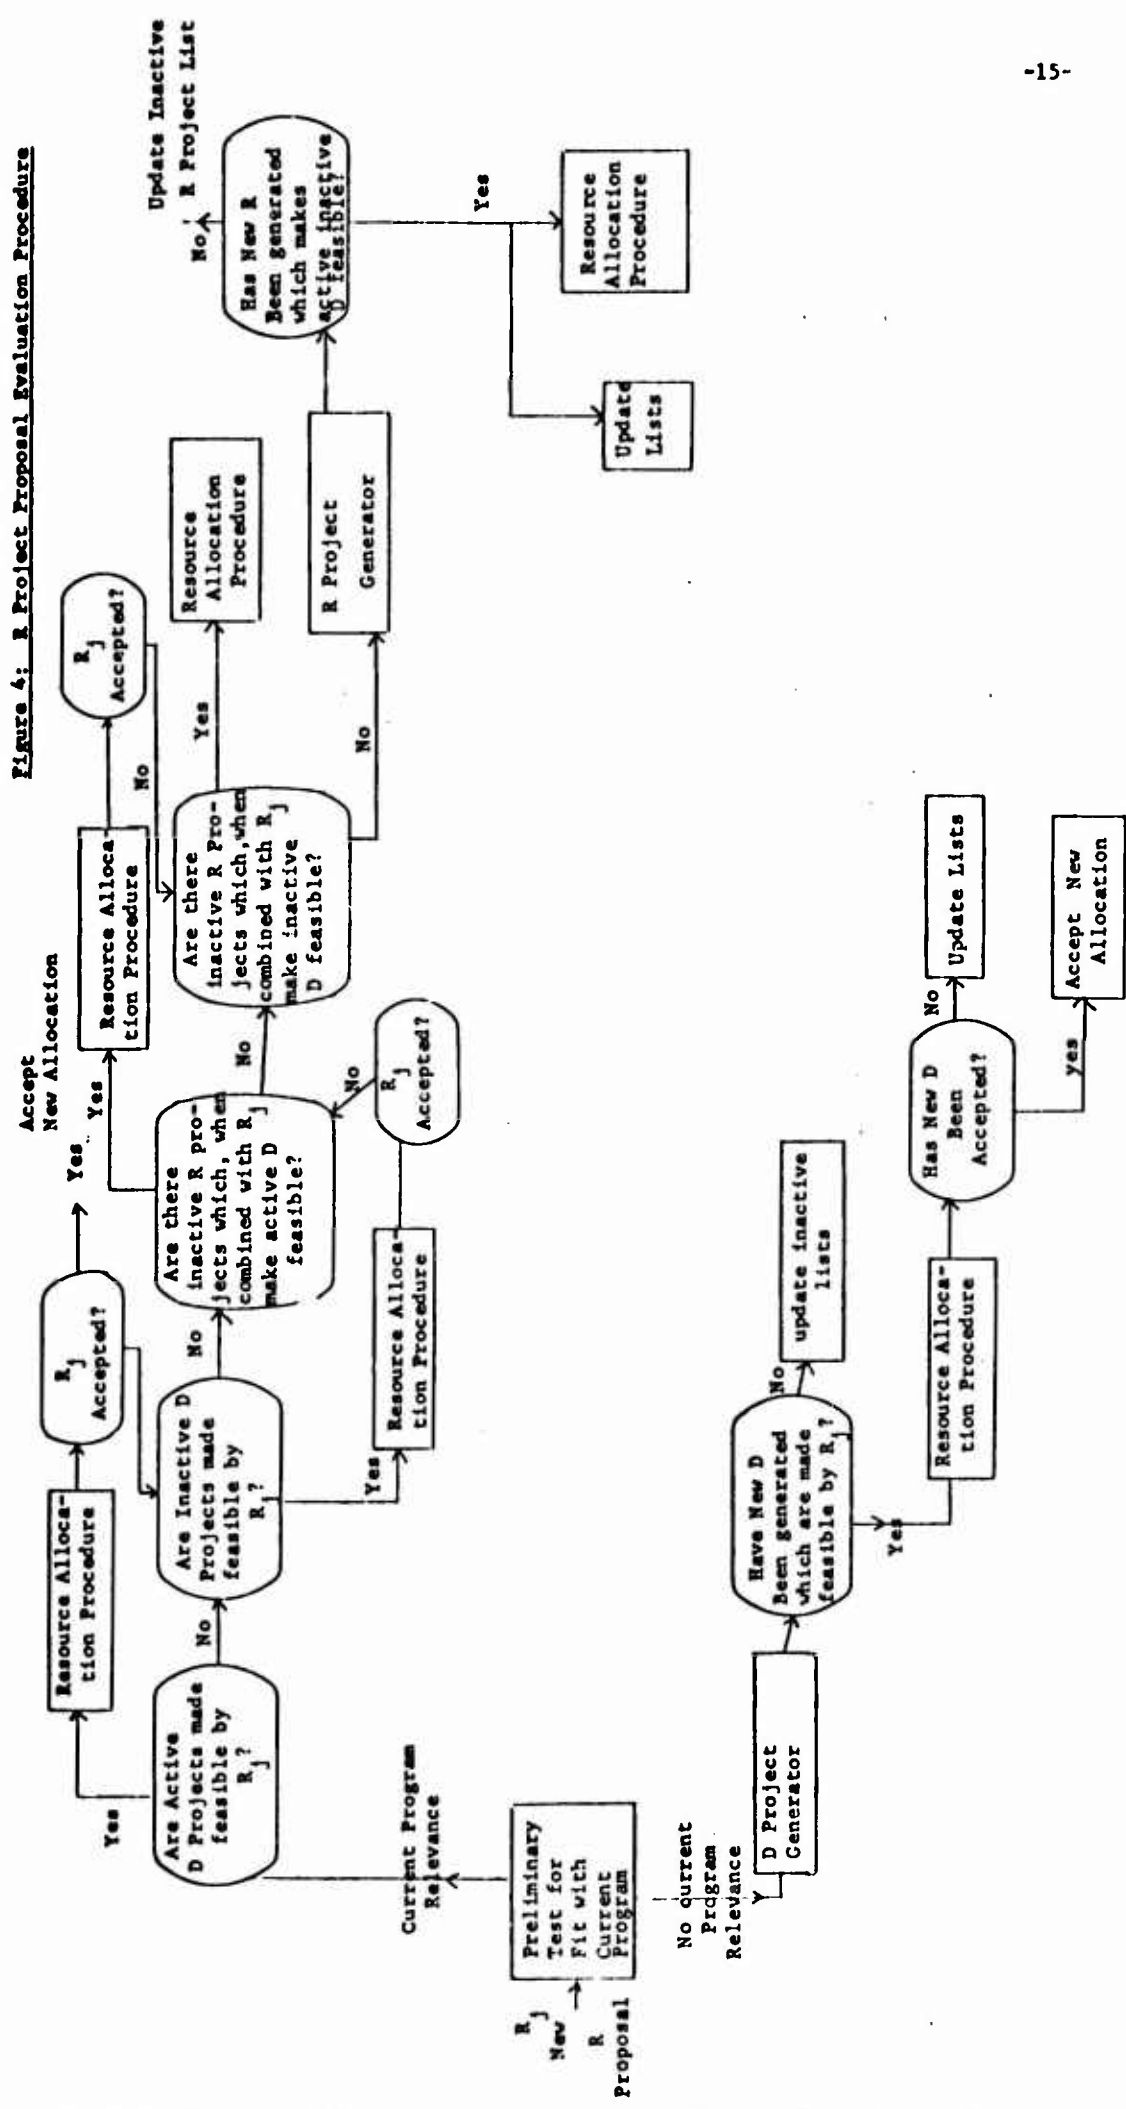 Figure 4: R Project Proposal Evaluation Procedure
R j
New
R
Proposal
Preliminary
Test for
Fit with
Current
Program
Current Program
Relevance
Are Active
D Projects made
feasible by
R j?
Yes
Resource Alloca-
tion Procedure
R j
Accepted?
Yes
Accept
New Allocation
No
Are Inactive D
Projects made
feasible by
R j?
Yes
Resource Alloca-
tion Procedure
R j
Accepted?
No
No
Are there
inactive R pro-
jects which, when
combined with R j
make active D
feasible?
Yes
Resource Alloca-
tion Procedure
R j
Accepted?
No
No
Are there
inactive R Pro-
jects which,when
combined with R j
make inactive
D feasible?
Yes
Resource
Allocation
Procedure
No
R Project
Generator
Has New R
Been generated
which makes
active inactive
D feasible?
No
Update Inactive
R Project List
Yes
Resource
Allocation
Procedure
Update
Lists
No current
Program
Relevance
D Project
Generator
Have New D
Been generated
which are made
feasible by R j?
No
update inactive
lists
Yes
Resource Alloca-
tion Procedure
Has New D
Been
Accepted?
No
Update Lists
yes
Accept New
Allocation
-15-